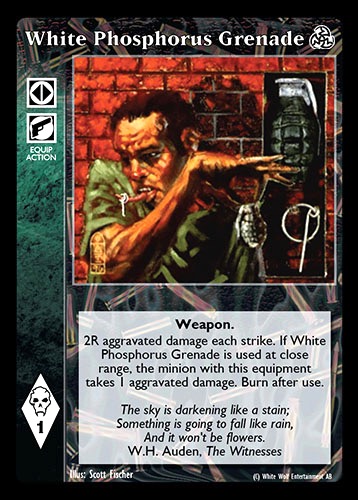 White Phosphorus Grenade
EQUIP
ACTION
Weapon.
2R aggravated damage each strike. If White
Phosphorus Grenade is used at close
range, the minion with this equipment
takes 1 aggravated damage. Burn after use.
The sky is darkening like a stain;
Something is going to fall like rain,
And it won't be flowers.
W.H. Auden, The Witnesses
1
Illus: Scott Fischer
(C) White Wolf Entertainment AB